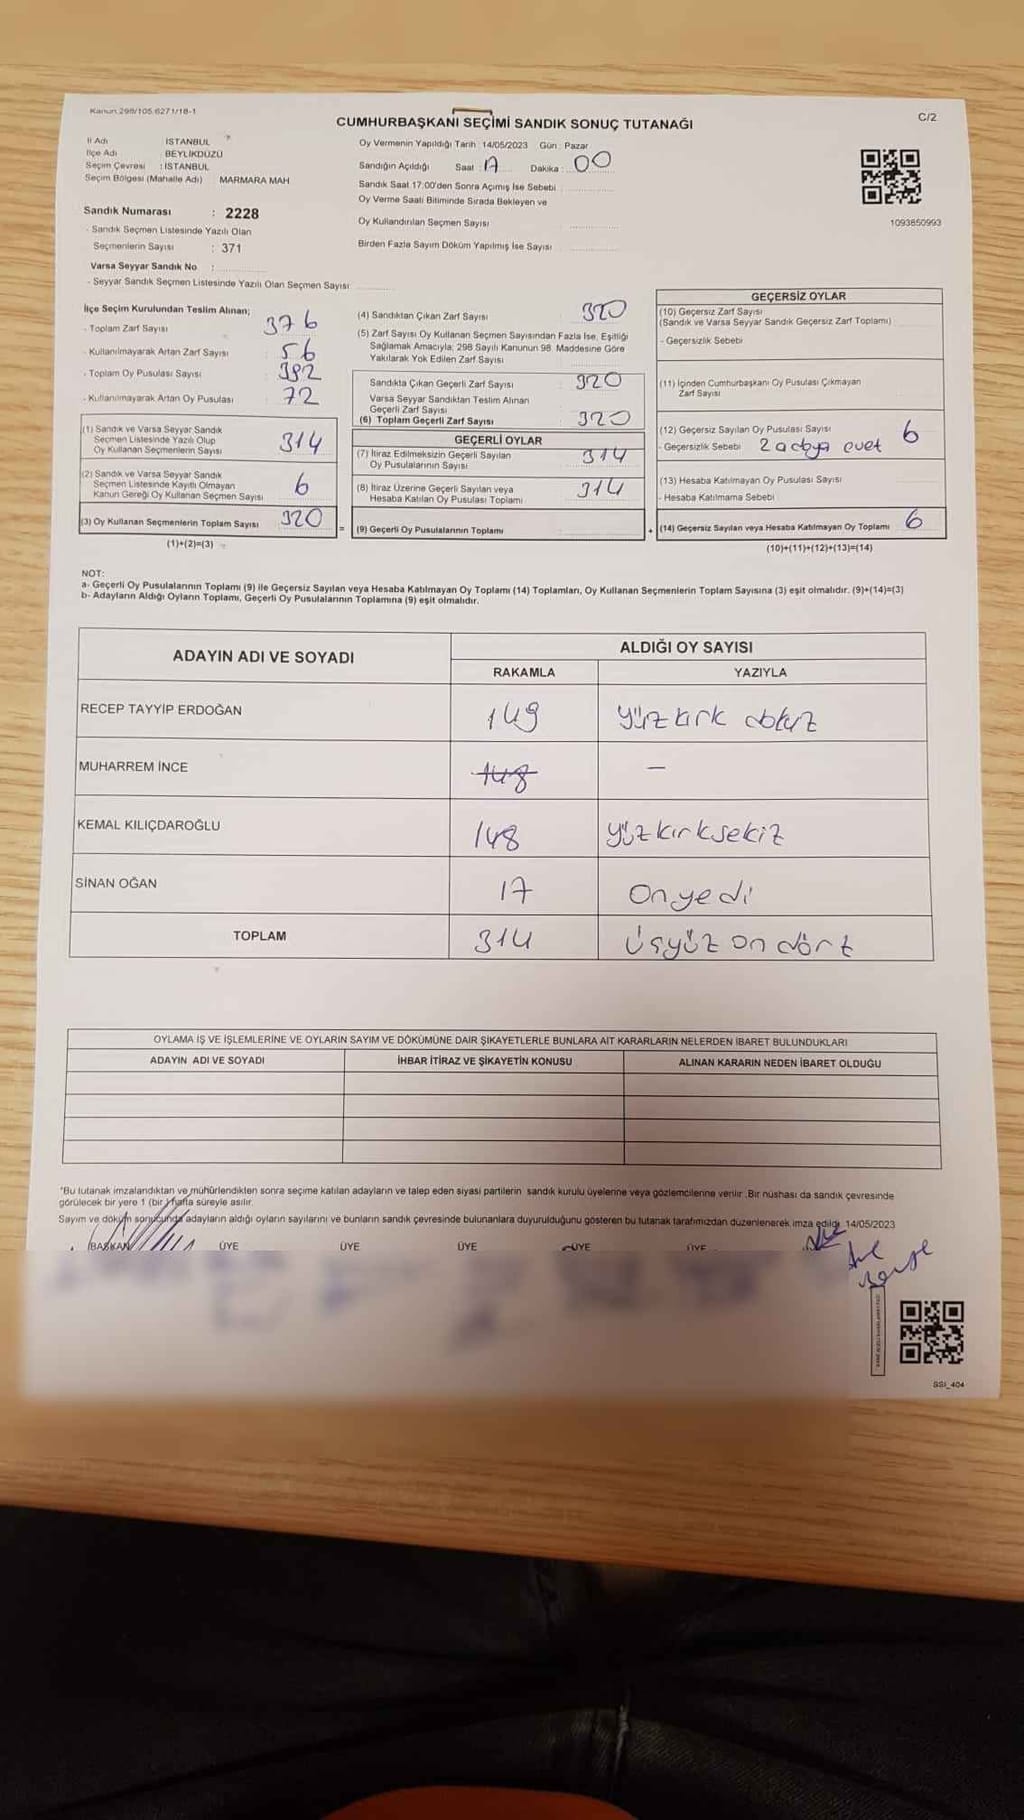 Kanun 298/105.6271/18-1
C/2
CUMHURBAŞKANI SEÇİMİ SANDIK SONUÇ TUTANAĞI
İl Adı : İSTANBUL
İlçe Adı : BEYLİKDÜZÜ
Seçim Çevresi : İSTANBUL
Seçim Bölgesi (Mahalle Adı) MARMARA MAH
Sandık Numarası : 2228
- Sandık Seçmen Listesinde Yazılı Olan
Seçmenlerin Sayısı : 371
Varsa Seyyar Sandık No :
- Seyyar Sandık Seçmen Listesinde Yazılı Olan Seçmen Sayısı
Oy Vermenin Yapıldığı Tarih : 14/05/2023 Gün : Pazar
Sandığın Açıldığı Saat : Dakika : 00
Sandık Saat 17:00'den Sonra Açımış İse Sebebi
Oy Verme Saati Bitiminde Sırada Bekleyen ve
Oy Kullandırılan Seçmen Sayısı
Birden Fazla Sayım Döküm Yapılmış İse Sayısı
1093850993
İlçe Seçim Kurulundan Teslim Alınan;
- Toplam Zarf Sayısı 376
- Kullanılmayarak Artan Zarf Sayısı 56
- Toplam Oy Pusulası Sayısı 392
- Kullanılmayarak Artan Oy Pusulası 72
(1) Sandık ve Varsa Seyyar Sandık
Seçmen Listesinde Yazılı Olup
Oy Kullanan Seçmenlerin Sayısı 314
(2) Sandık ve Varsa Seyyar Sandık
Seçmen Listesinde Kayıtlı Olmayan
Kanun Gereği Oy Kullanan Seçmen Sayısı 6
(3) Oy Kullanan Seçmenlerin Toplam Sayısı 320
(1)+(2)=(3)
(4) Sandıktan Çıkan Zarf Sayısı 320
(5) Zarf Sayısı Oy Kullanan Seçmen Sayısından Fazla İse, Eşitliği
Sağlamak Amacıyla; 298 Sayılı Kanunun 98. Maddesine Göre
Yakılarak Yok Edilen Zarf Sayısı
Sandıkta Çıkan Geçerli Zarf Sayısı 320
Varsa Seyyar Sandıktan Teslim Alınan
Geçerli Zarf Sayısı
(6) Toplam Geçerli Zarf Sayısı 320
GEÇERLİ OYLAR
(7) İtiraz Edilmeksizin Geçerli Sayılan
Oy Pusulalarının Sayısı 314
(8) İtiraz Üzerine Geçerli Sayılan veya
Hesaba Katılan Oy Pusulası Toplamı 314
= (9) Geçerli Oy Pusulalarının Toplamı +
GEÇERSİZ OYLAR
(10) Geçersiz Zarf Sayısı
(Sandık ve Varsa Seyyar Sandık Geçersiz Zarf Toplamı)
- Geçersizlik Sebebi
(11) İçinden Cumhurbaşkanı Oy Pusulası Çıkmayan
Zarf Sayısı
(12) Geçersiz Sayılan Oy Pusulası Sayısı 6
- Geçersizlik Sebebi 2 adaya evet
(13) Hesaba Katılmayan Oy Pusulası Sayısı
- Hesaba Katılmama Sebebi
(14) Geçersiz Sayılan veya Hesaba Katılmayan Oy Toplamı 6
(10)+(11)+(12)+(13)=(14)
NOT:
a- Geçerli Oy Pusulalarının Toplamı (9) ile Geçersiz Sayılan veya Hesaba Katılmayan Oy Toplamı (14) Toplamları, Oy Kullanan Seçmenlerin Toplam Sayısına (3) eşit olmalıdır. (9)+(14)=(3)
b- Adayların Aldığı Oyların Toplamı, Geçerli Oy Pusulalarının Toplamına (9) eşit olmalıdır.
ADAYIN ADI VE SOYADI ALDIĞI OY SAYISI
RAKAMLA YAZIYLA
RECEP TAYYİP ERDOĞAN 149 yüz kırk dokuz
MUHARREM İNCE 148 —
KEMAL KILIÇDAROĞLU 148 yüzkırksekiz
SİNAN OĞAN 17 Onyedi
TOPLAM 314 üçyüz on dört
OYLAMA İŞ VE İŞLEMLERİNE VE OYLARIN SAYIM VE DÖKÜMÜNE DAİR ŞİKAYETLERLE BUNLARA AİT KARARLARIN NELERDEN İBARET BULUNDUKLARI
ADAYIN ADI VE SOYADI İHBAR İTİRAZ VE ŞİKAYETİN KONUSU ALINAN KARARIN NEDEN İBARET OLDUĞU
*Bu tutanak imzalandıktan ve mühürlendikten sonra seçime katılan adayların ve talep eden siyasi partilerin sandık kurulu üyelerine veya gözlemcilerine verilir. Bir nüshası da sandık çevresinde
görülecek bir yere 1 (bir) hafta süreyle asılır.
Sayım ve döküm sonucunda adayların aldığı oyların sayılarını ve bunların sandık çevresinde bulunanlara duyurulduğunu gösteren bu tutanak tarafımızdan düzenlenerek imza edildi. 14/05/2023
BAŞKAN ÜYE ÜYE ÜYE ÜYE ÜYE
SSI_404